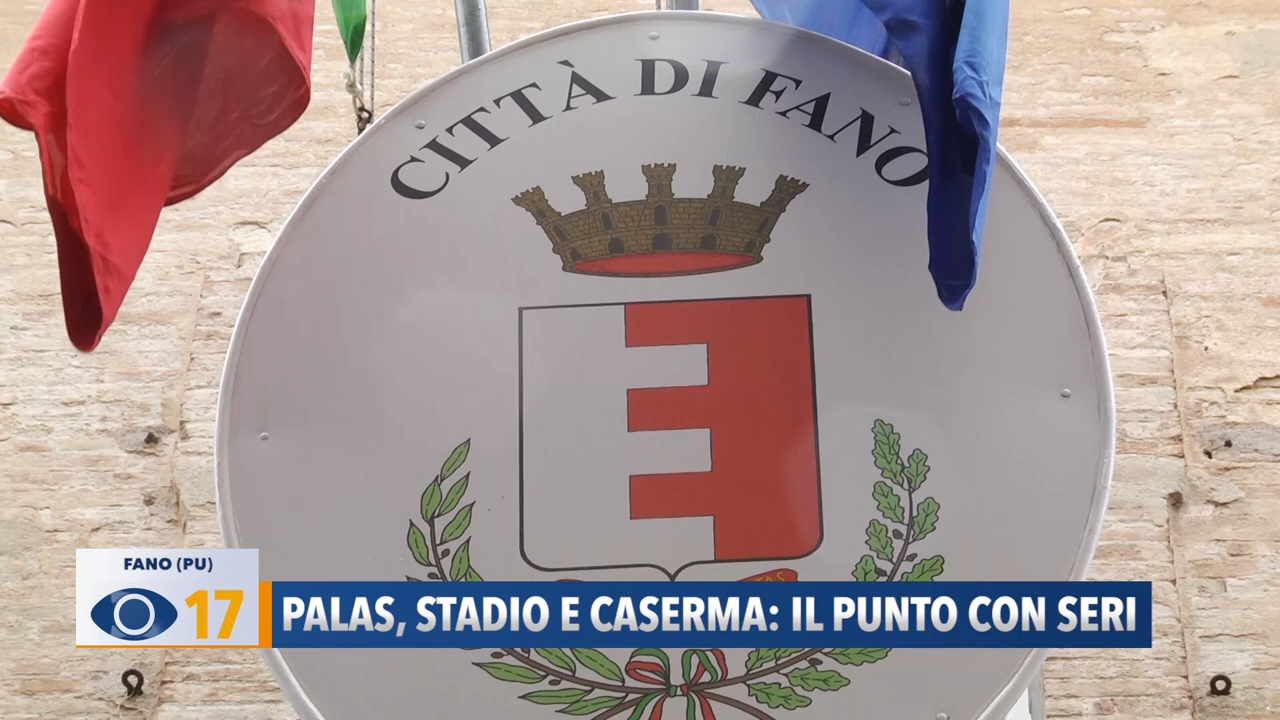 CITTÀ DI FANO
FANO (PU)
17
PALAS, STADIO E CASERMA: IL PUNTO CON SERI